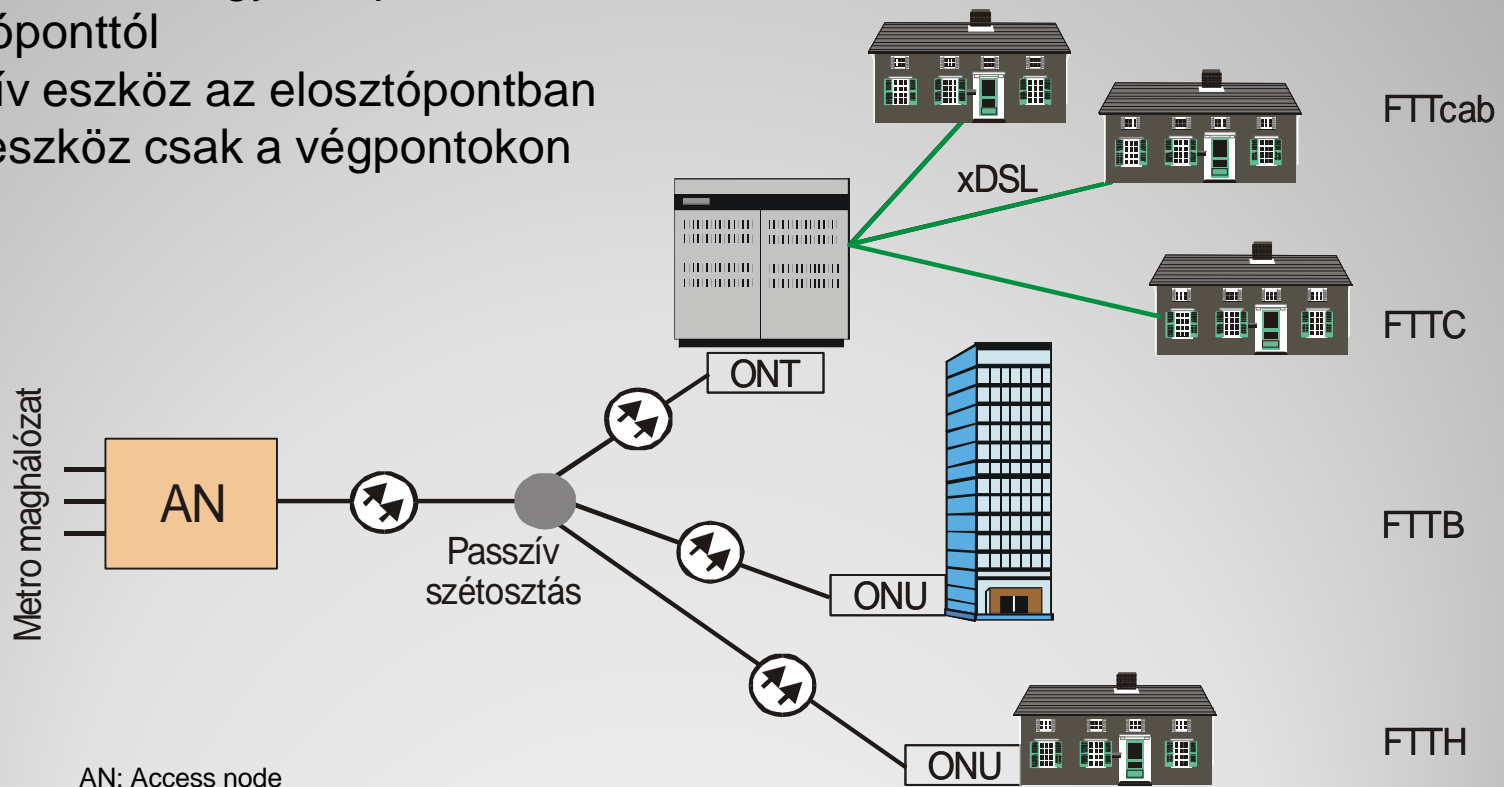 óponttól
ív eszköz az elosztópontban
eszköz csak a végpontokon
FTTcab
xDSL
FTTC
ONT
Metro maghálózat
AN
Passzív
szétosztás
ONU
FTTB
ONU
FTTH
AN: Access node